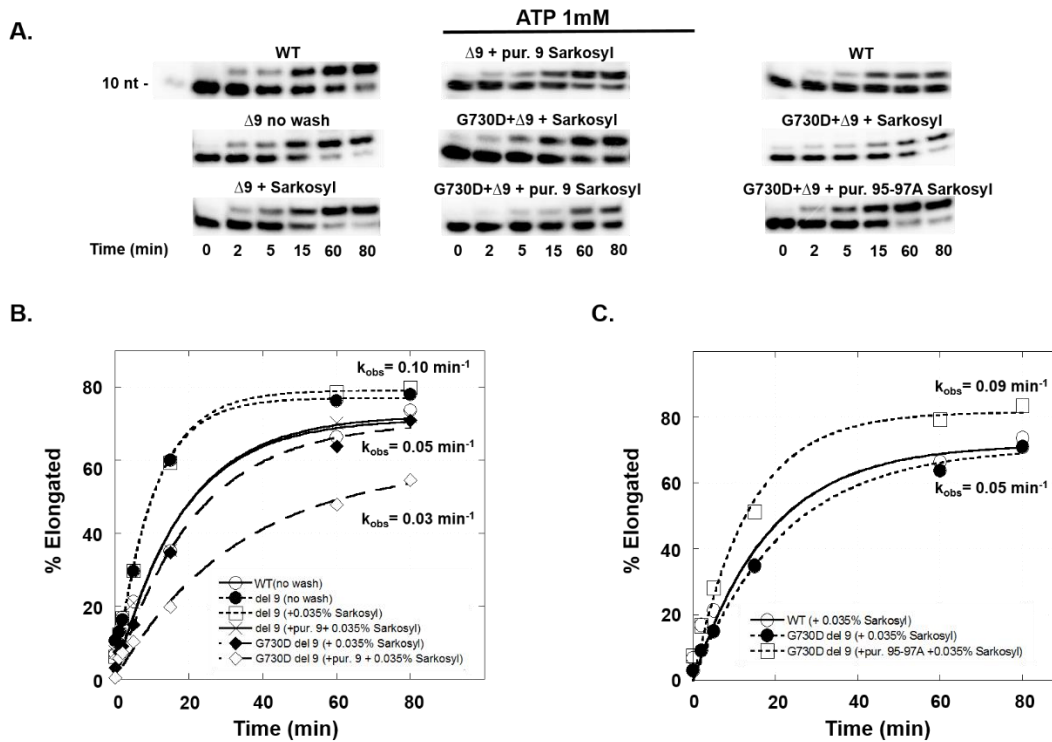 ATP 1mM
A.
WT
Δ9 + pur. 9 Sarkosyl
WT
10 nt -
Δ9 no wash
G730D+Δ9 + Sarkosyl
G730D+Δ9 + Sarkosyl
Δ9 + Sarkosyl
G730D+Δ9 + pur. 9 Sarkosyl
G730D+Δ9 + pur. 95-97A Sarkosyl
Time (min) 0 2 5 15 60 80
0 2 5 15 60 80
0 2 5 15 60 80
B.
% Elongated
80
60
40
20
0
kobs= 0.10 min-1
kobs= 0.05 min-1
kobs= 0.03 min-1
WT(no wash)
del 9 (no wash)
del 9 (+0.035% Sarkosyl)
del 9 (+pur. 9+ 0.035% Sarkosyl)
G730D del 9 (+ 0.035% Sarkosyl)
G730D del 9 (+pur. 9 + 0.035% Sarkosyl)
0 20 40 60 80
Time (min)
C.
% Elongated
80
60
40
20
0
kobs= 0.09 min-1
kobs= 0.05 min-1
WT (+ 0.035% Sarkosyl)
G730D del 9 (+ 0.035% Sarkosyl)
G730D del 9 (+pur. 95-97A +0.035% Sarkosyl)
0 20 40 60 80
Time (min)